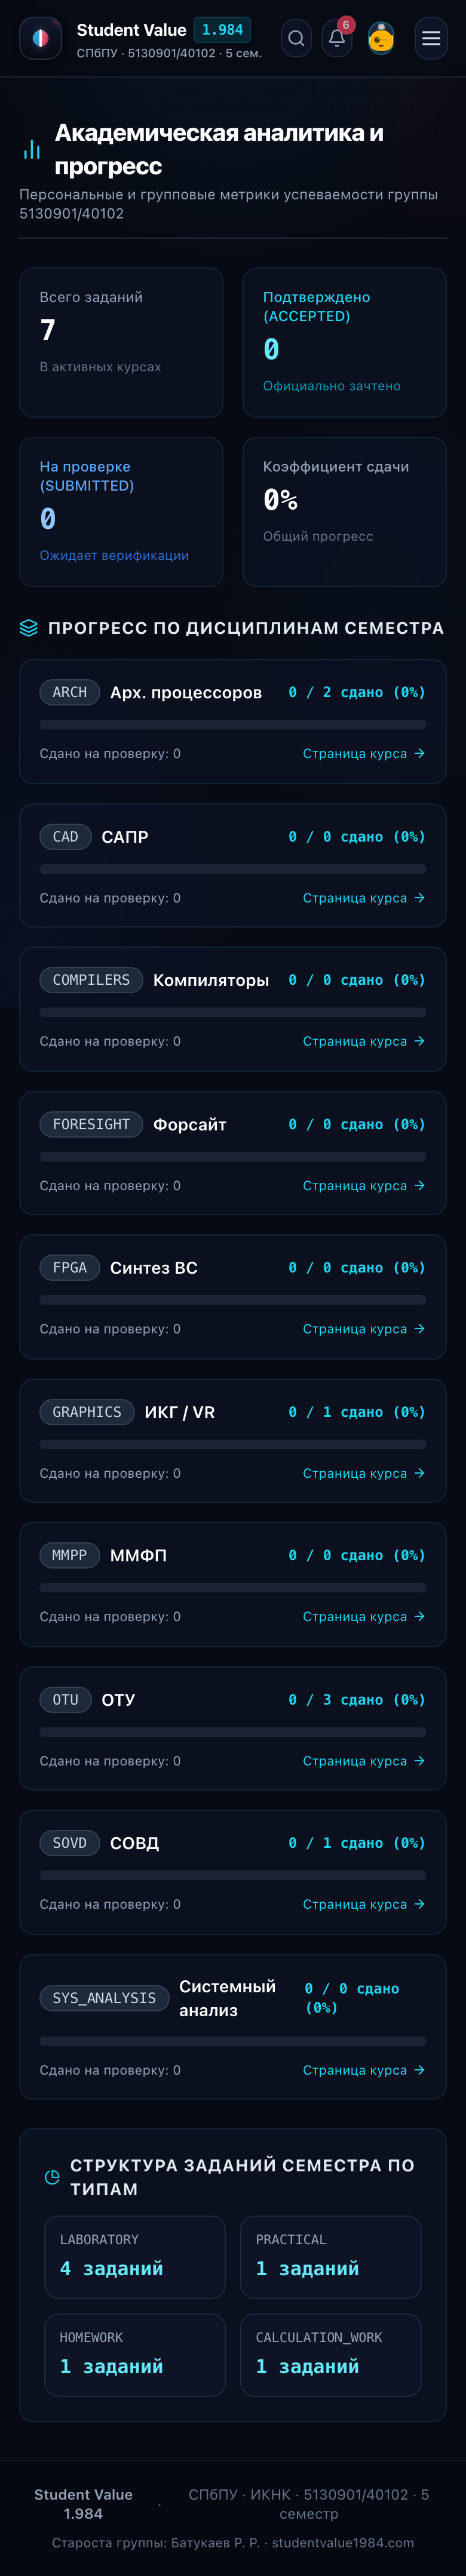 Student Value 1.984
6
СПбПУ · 5130901/40102 · 5 сем.
Академическая аналитика и
прогресс
Персональные и групповые метрики успеваемости группы
5130901/40102
Всего заданий
7
В активных курсах
Подтверждено
(ACCEPTED)
0
Официально зачтено
На проверке
(SUBMITTED)
0
Ожидает верификации
Коэффициент сдачи
0%
Общий прогресс
ПРОГРЕСС ПО ДИСЦИПЛИНАМ СЕМЕСТРА
ARCH Арх. процессоров 0 / 2 сдано (0%)
Сдано на проверку: 0 Страница курса →
CAD САПР 0 / 0 сдано (0%)
Сдано на проверку: 0 Страница курса →
COMPILERS Компиляторы 0 / 0 сдано (0%)
Сдано на проверку: 0 Страница курса →
FORESIGHT Форсайт 0 / 0 сдано (0%)
Сдано на проверку: 0 Страница курса →
FPGA Синтез ВС 0 / 0 сдано (0%)
Сдано на проверку: 0 Страница курса →
GRAPHICS ИКГ / VR 0 / 1 сдано (0%)
Сдано на проверку: 0 Страница курса →
MMPP ММФП 0 / 0 сдано (0%)
Сдано на проверку: 0 Страница курса →
OTU ОТУ 0 / 3 сдано (0%)
Сдано на проверку: 0 Страница курса →
SOVD СОВД 0 / 1 сдано (0%)
Сдано на проверку: 0 Страница курса →
SYS_ANALYSIS Системный
анализ
0 / 0 сдано
(0%)
Сдано на проверку: 0 Страница курса →
СТРУКТУРА ЗАДАНИЙ СЕМЕСТРА ПО
ТИПАМ
LABORATORY
4 заданий
PRACTICAL
1 заданий
HOMEWORK
1 заданий
CALCULATION_WORK
1 заданий
Student Value
1.984
·
СПбПУ · ИКНК · 5130901/40102 · 5
семестр
Староста группы: Батукаев Р. Р. · studentvalue1984.com